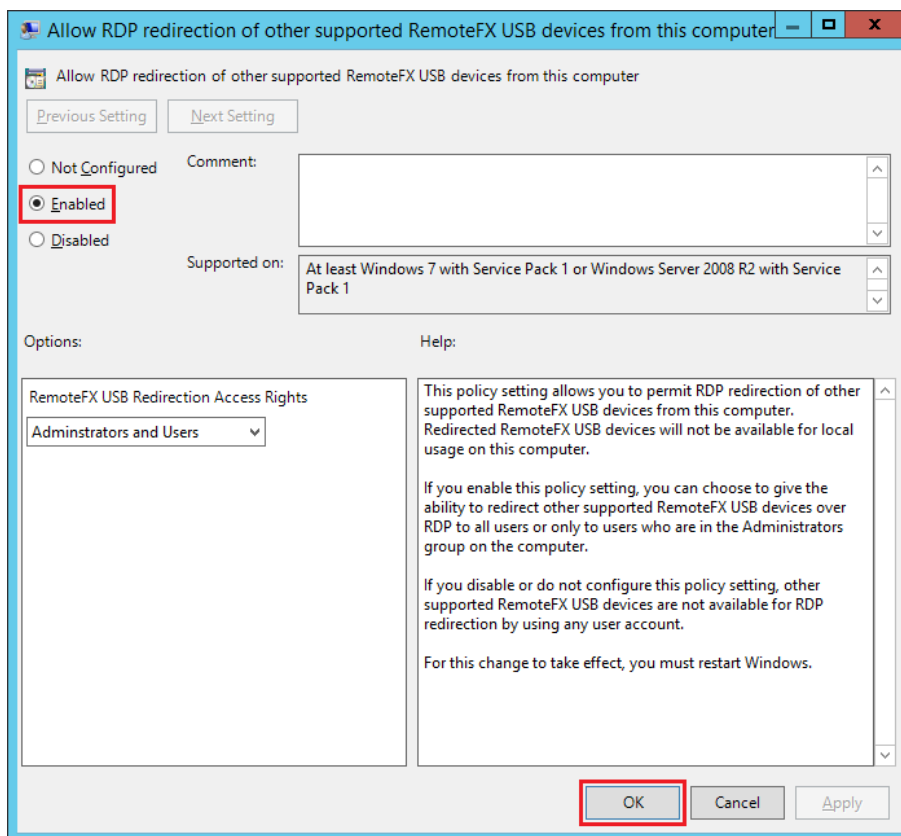 Allow RDP redirection of other supported RemoteFX USB devices from this computer
Allow RDP redirection of other supported RemoteFX USB devices from this computer
Previous Setting
Next Setting
Not Configured
Comment:
Enabled
Disabled
Supported on:
At least Windows 7 with Service Pack 1 or Windows Server 2008 R2 with Service
Pack 1
Options:
Help:
RemoteFX USB Redirection Access Rights
Adminstrators and Users
This policy setting allows you to permit RDP redirection of other
supported RemoteFX USB devices from this computer.
Redirected RemoteFX USB devices will not be available for local
usage on this computer.
If you enable this policy setting, you can choose to give the
ability to redirect other supported RemoteFX USB devices over
RDP to all users or only to users who are in the Administrators
group on the computer.
If you disable or do not configure this policy setting, other
supported RemoteFX USB devices are not available for RDP
redirection by using any user account.
For this change to take effect, you must restart Windows.
OK
Cancel
Apply